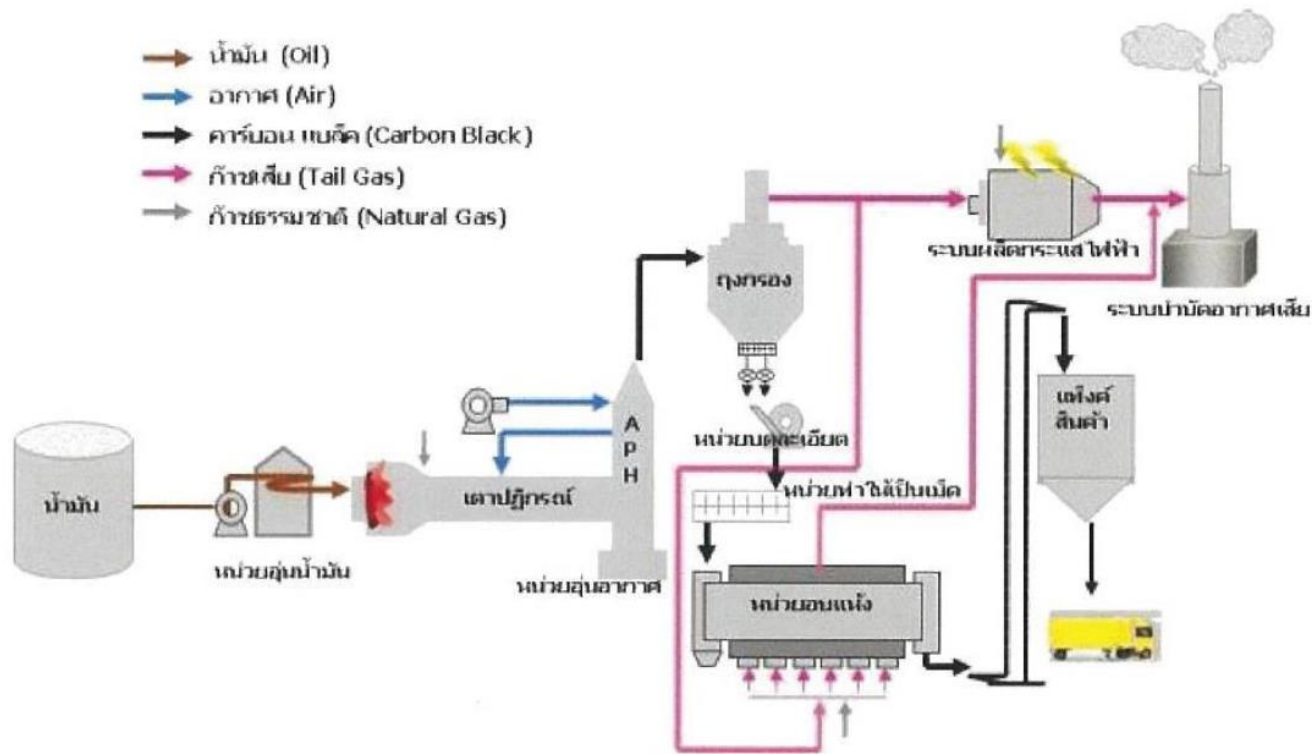 น้ำมัน (Oil)
อากาศ (Air)
คาร์บอน แบล็ค (Carbon Black)
ก๊าซเสีย (Tail Gas)
ก๊าซธรรมชาติ (Natural Gas)
ระบบผลิตกระแสไฟฟ้า
ระบบบำบัดอากาศเสีย
ถุงกรอง
แท็งค์
สินค้า
A
P
H
หน่วยบดละเอียด
น้ำมัน
เตาปฏิกรณ์
หน่วยทำให้เป็นเม็ด
หน่วยอุ่นน้ำมัน
หน่วยอุ่นอากาศ
หน่วยอบแห้ง